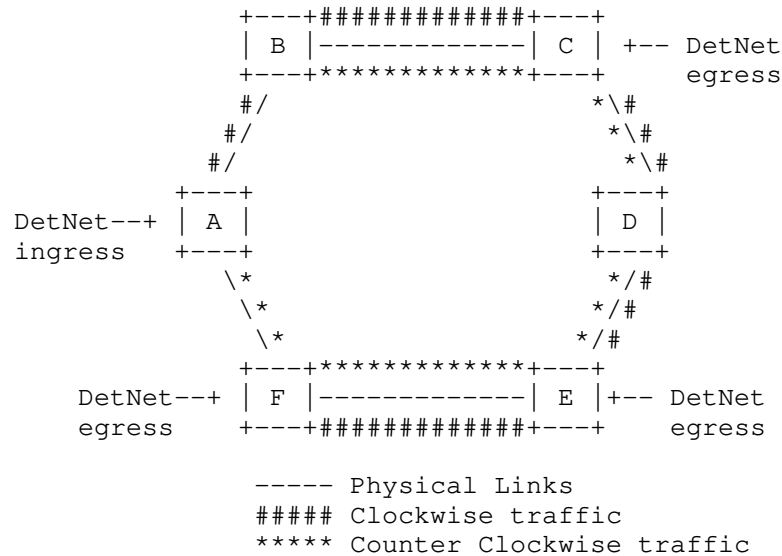 +---+#############+---+
| B |-------------| C | +-- DetNet
+---+*************+---+ egress
#/ *\#
#/ *\#
#/ *\#
+---+ +---+
DetNet--+ | A | | D |
ingress +---+ +---+
\* */#
\* */#
\* */#
+---+*************+---+
DetNet--+ | F |-------------| E |+-- DetNet
egress +---+#############+---+ egress
----- Physical Links
##### Clockwise traffic
***** Counter Clockwise traffic